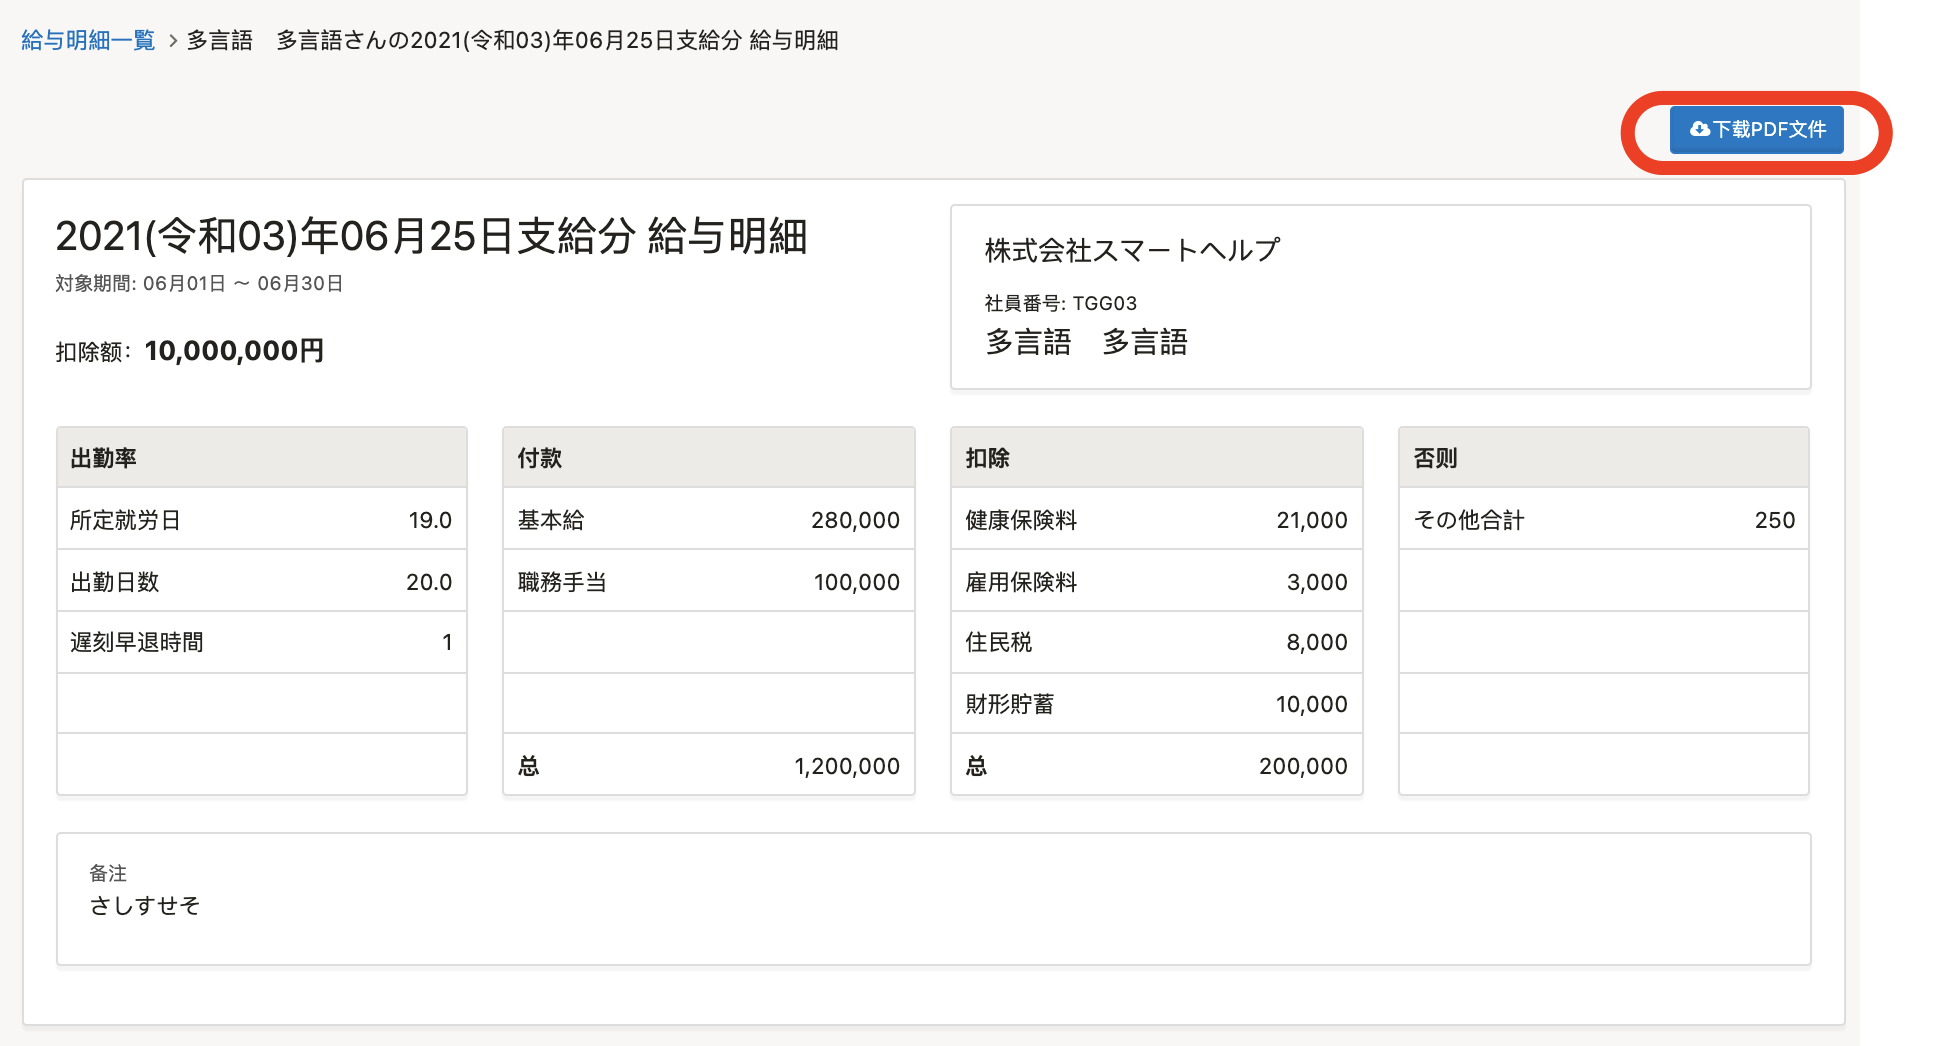 給与明細一覧 › 多言語　多言語さんの2021(令和03)年06月25日支給分 給与明細
下载PDF文件
2021(令和03)年06月25日支給分 給与明細
対象期間: 06月01日 〜 06月30日
扣除额： 10,000,000円
株式会社スマートヘルプ
社員番号: TGG03
多言語　多言語
出勤率
所定就労日 19.0
出勤日数 20.0
遅刻早退時間 1
付款
基本給 280,000
職務手当 100,000
总 1,200,000
扣除
健康保険料 21,000
雇用保険料 3,000
住民税 8,000
財形貯蓄 10,000
总 200,000
否则
その他合計 250
备注
さしすせそ